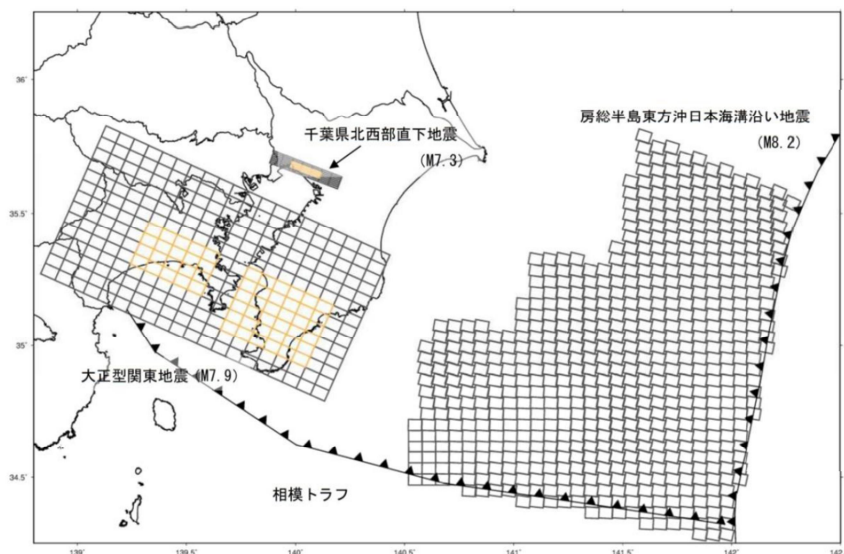 36°
房総半島東方沖日本海溝沿い地震
(M8.2)
千葉県北西部直下地震
(M7.3)
35.5°
35°
大正型関東地震(M7.9)
34.5°
相模トラフ
139°
139.5°
140°
140.5°
141°
141.5°
142°